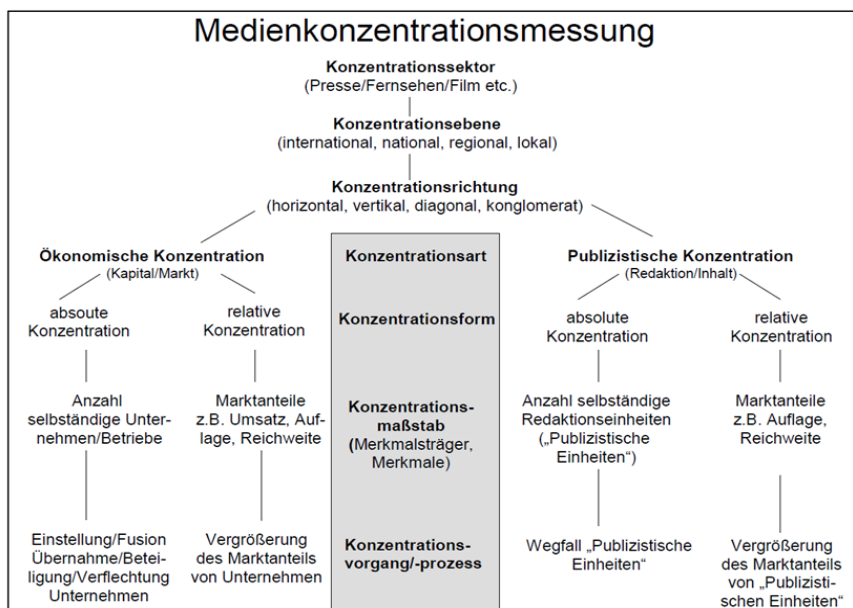 Medienkonzentrationsmessung
Konzentrationssektor
(Presse/Fernsehen/Film etc.)
Konzentrationsebene
(international, national, regional, lokal)
Konzentrationsrichtung
(horizontal, vertikal, diagonal, konglomerat)
Ökonomische Konzentration
(Kapital/Markt)
Konzentrationsart
Publizistische Konzentration
(Redaktion/Inhalt)
absoute
Konzentration
relative
Konzentration
Konzentrationsform
absolute
Konzentration
relative
Konzentration
Anzahl
selbständige Unter-
nehmen/Betriebe
Marktanteile
z.B. Umsatz, Auf-
lage, Reichweite
Konzentrations-
maßstab
(Merkmalsträger,
Merkmale)
Anzahl selbständige
Redaktionseinheiten
(„Publizistische
Einheiten“)
Marktanteile
z.B. Auflage,
Reichweite
Einstellung/Fusion
Übernahme/Betei-
ligung/Verflechtung
Unternehmen
Vergrößerung
des Marktanteils
von Unternehmen
Konzentrations-
vorgang/-prozess
Wegfall „Publizistische
Einheiten“
Vergrößerung
des Marktanteils
von „Publizisti-
schen Einheiten“